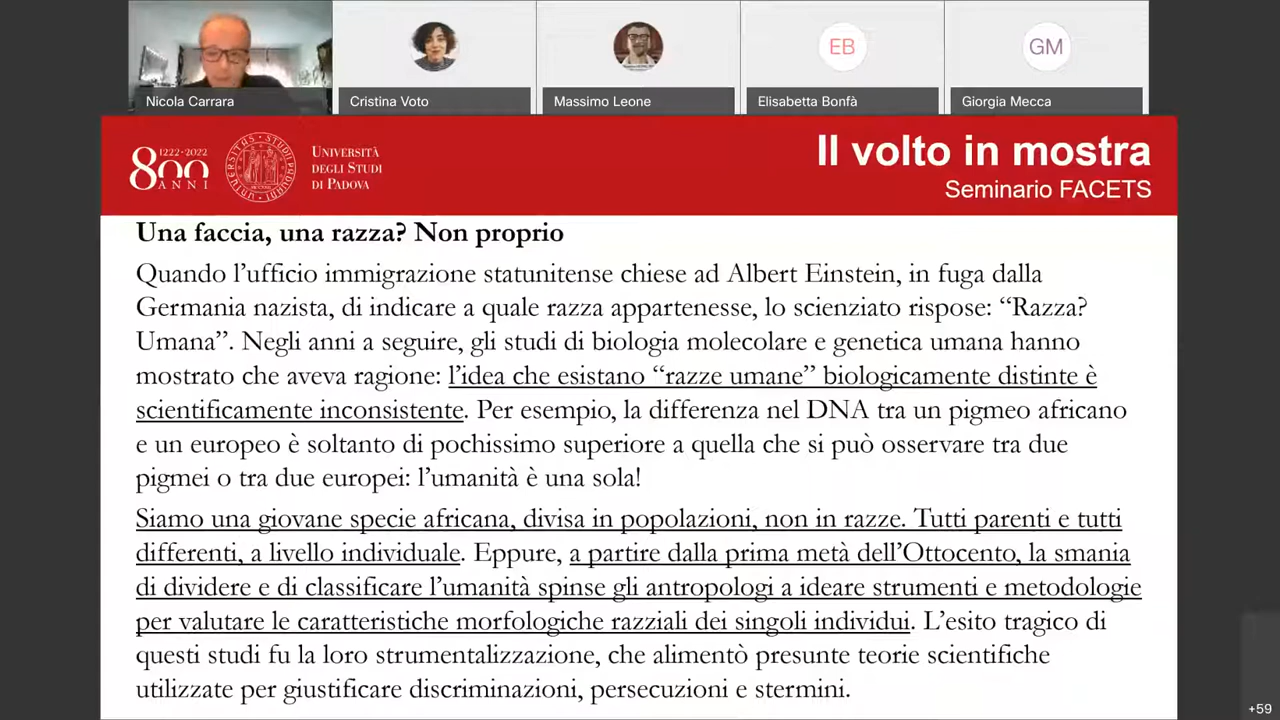 Nicola Carrara
Cristina Voto
Massimo Leone
EB
Elisabetta Bonfà
GM
Giorgia Mecca
1222·2022
800
ANNI
UNIVERSITÀ
DEGLI STUDI
DI PADOVA
Il volto in mostra
Seminario FACETS
Una faccia, una razza? Non proprio
Quando l’ufficio immigrazione statunitense chiese ad Albert Einstein, in fuga dalla
Germania nazista, di indicare a quale razza appartenesse, lo scienziato rispose: “Razza?
Umana”. Negli anni a seguire, gli studi di biologia molecolare e genetica umana hanno
mostrato che aveva ragione: l’idea che esistano “razze umane” biologicamente distinte è
scientificamente inconsistente. Per esempio, la differenza nel DNA tra un pigmeo africano
e un europeo è soltanto di pochissimo superiore a quella che si può osservare tra due
pigmei o tra due europei: l’umanità è una sola!
Siamo una giovane specie africana, divisa in popolazioni, non in razze. Tutti parenti e tutti
differenti, a livello individuale. Eppure, a partire dalla prima metà dell’Ottocento, la smania
di dividere e di classificare l’umanità spinse gli antropologi a ideare strumenti e metodologie
per valutare le caratteristiche morfologiche razziali dei singoli individui. L’esito tragico di
questi studi fu la loro strumentalizzazione, che alimentò presunte teorie scientifiche
utilizzate per giustificare discriminazioni, persecuzioni e stermini.
+59